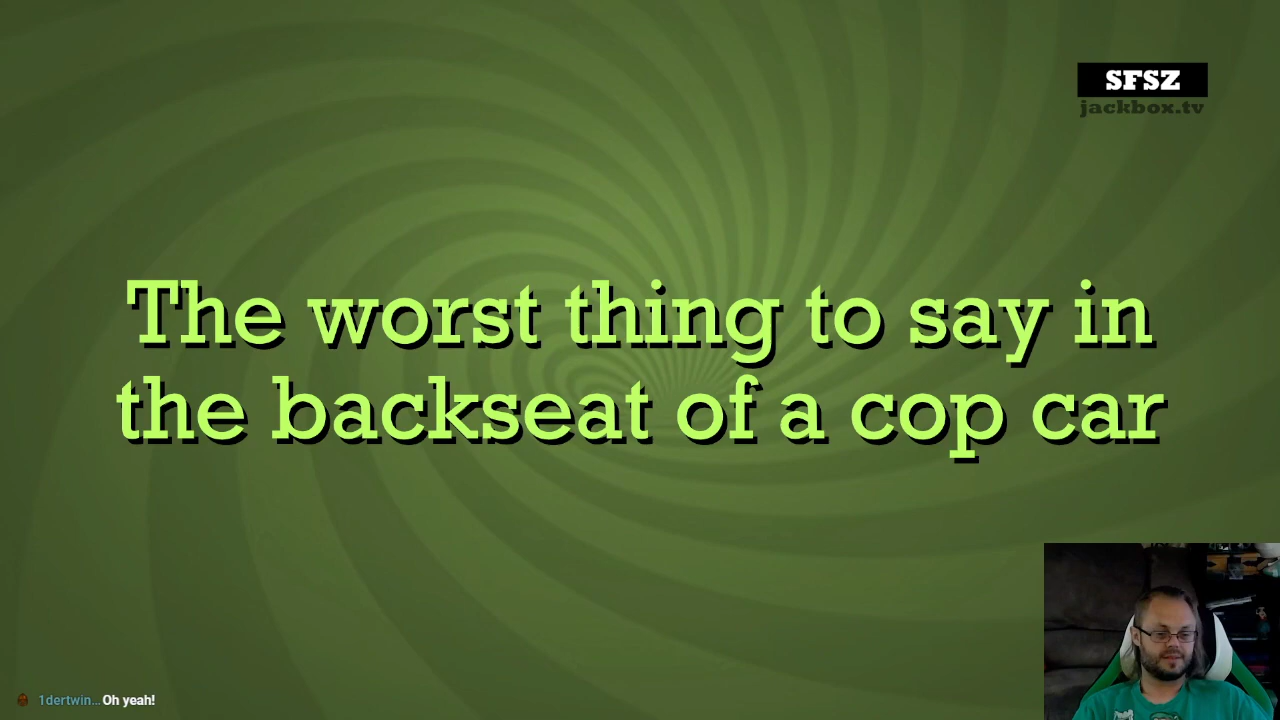 SFSZ
jackbox.tv
The worst thing to say in
the backseat of a cop car
1dertwin... Oh yeah!